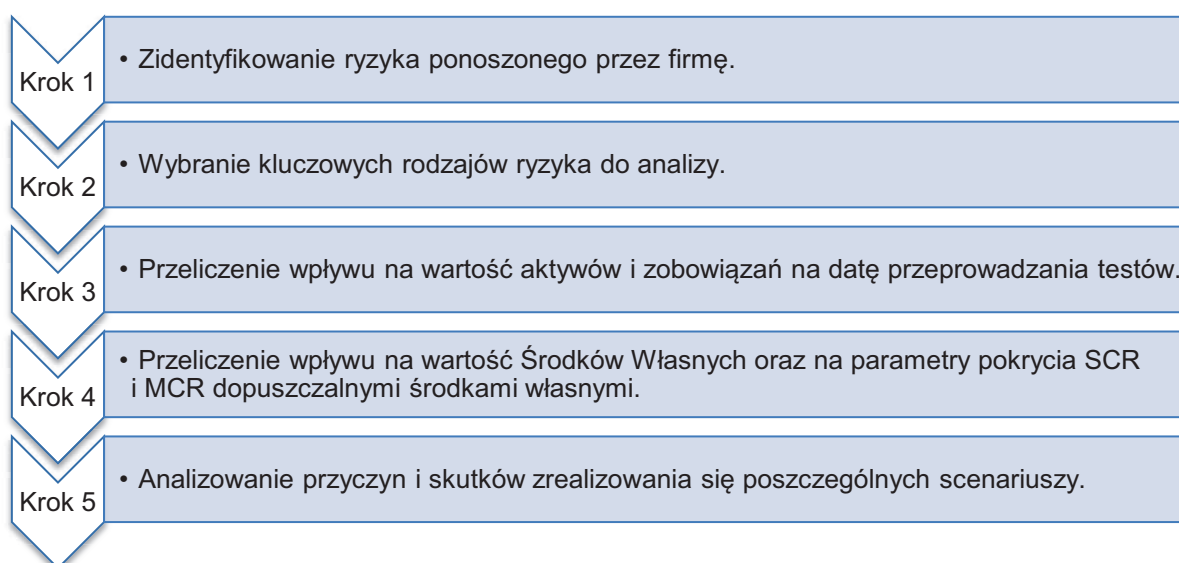 Krok 1
• Zidentyfikowanie ryzyka ponoszonego przez firmę.
Krok 2
• Wybranie kluczowych rodzajów ryzyka do analizy.
Krok 3
• Przeliczenie wpływu na wartość aktywów i zobowiązań na datę przeprowadzania testów.
Krok 4
• Przeliczenie wpływu na wartość Środków Własnych oraz na parametry pokrycia SCR
i MCR dopuszczalnymi środkami własnymi.
Krok 5
• Analizowanie przyczyn i skutków zrealizowania się poszczególnych scenariuszy.